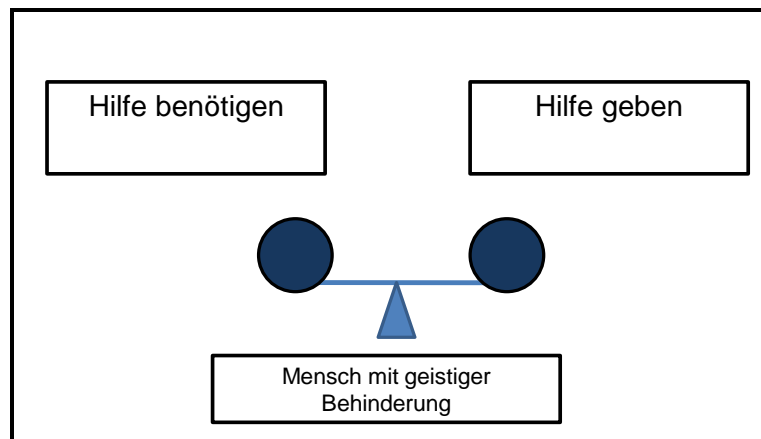 Hilfe benötigen
Hilfe geben
Mensch mit geistiger
Behinderung